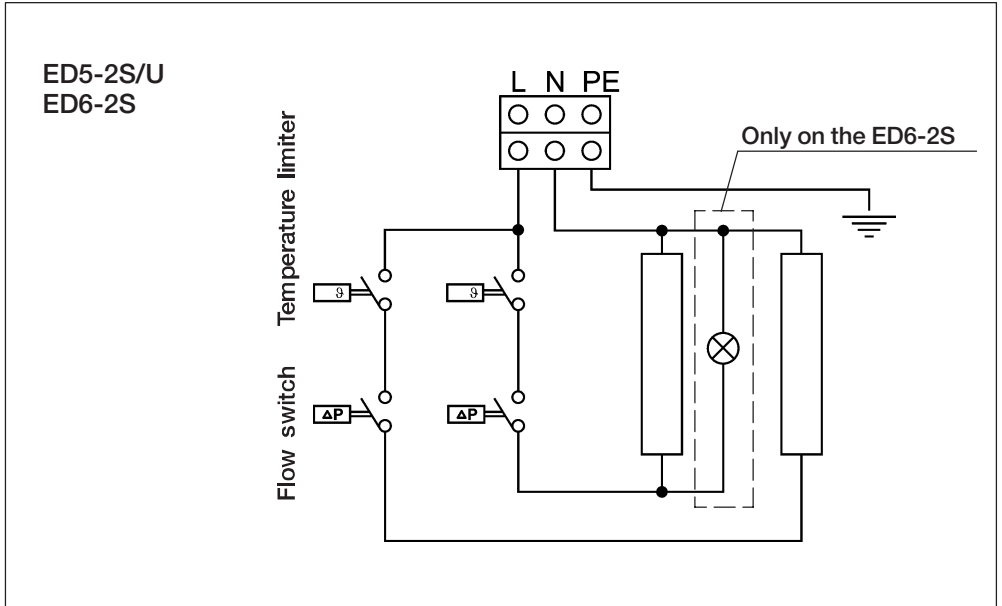 ED5-2S/U
ED6-2S
L N PE
Only on the ED6-2S
Temperature limiter
ϑ ϑ
Flow switch
ΔP ΔP